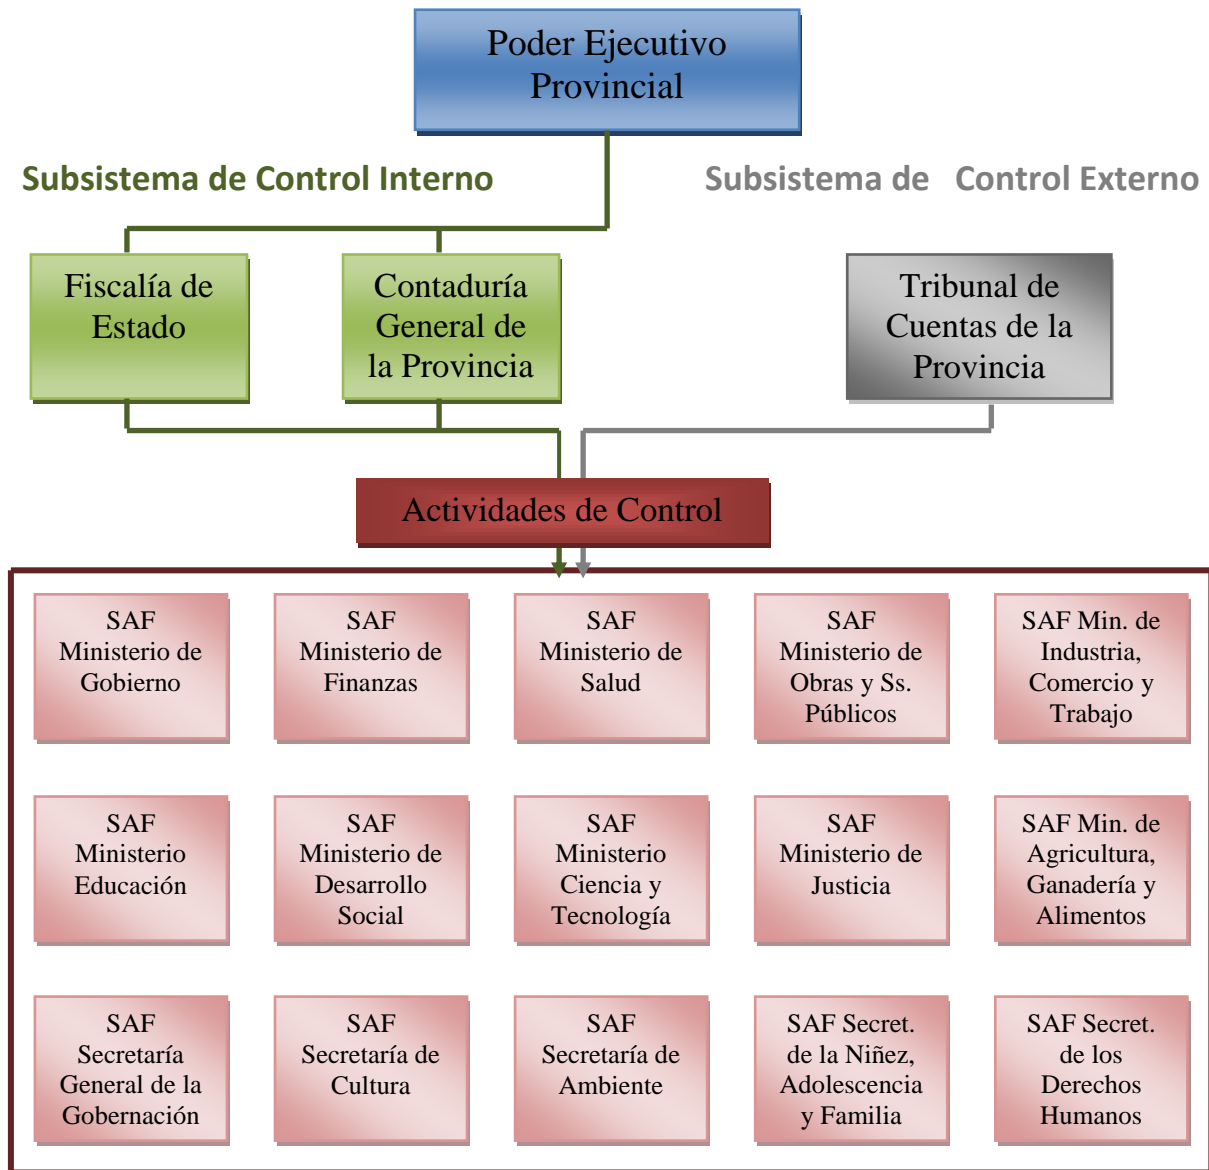 Poder Ejecutivo
Provincial
Subsistema de Control Interno
Subsistema de Control Externo
Fiscalía de
Estado
Contaduría
General de
la Provincia
Tribunal de
Cuentas de la
Provincia
Actividades de Control
SAF
Ministerio de
Gobierno
SAF
Ministerio de
Finanzas
SAF
Ministerio de
Salud
SAF
Ministerio de
Obras y Ss.
Públicos
SAF Min. de
Industria,
Comercio y
Trabajo
SAF
Ministerio
Educación
SAF
Ministerio de
Desarrollo
Social
SAF
Ministerio
Ciencia y
Tecnología
SAF
Ministerio de
Justicia
SAF Min. de
Agricultura,
Ganadería y
Alimentos
SAF
Secretaría
General de la
Gobernación
SAF
Secretaría de
Cultura
SAF
Secretaría de
Ambiente
SAF Secret.
de la Niñez,
Adolescencia
y Familia
SAF Secret.
de los
Derechos
Humanos